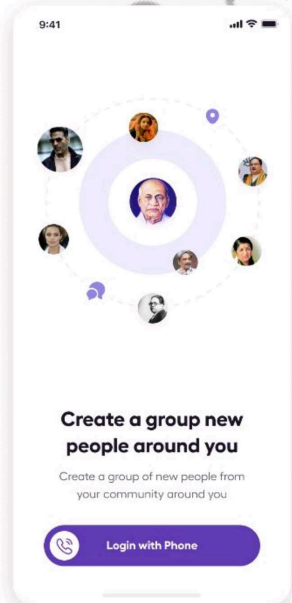 9:41
Create a group new
people around you
Create a group of new people from
your community around you
Login with Phone